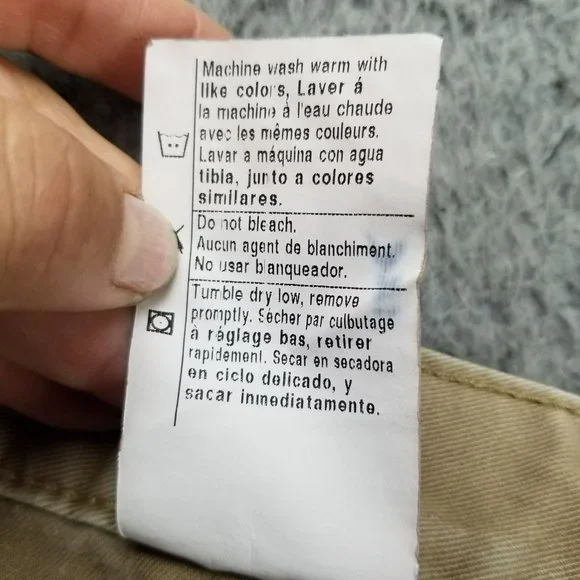 Machine wash warm with
like colors, Laver á
la machine à l'eau chaude
avec les mêmes couleurs.
Lavar a máquina con agua
tibia, junto a colores
similares.
Do not bleach.
Aucun agent de blanchiment.
No usar blanqueador.
Tumble dry low, remove
promptly. Sécher par culbutage
à réglage bas, retirer
rapidement. Secar en secadora
en ciclo delicado, y
sacar inmediatamente.